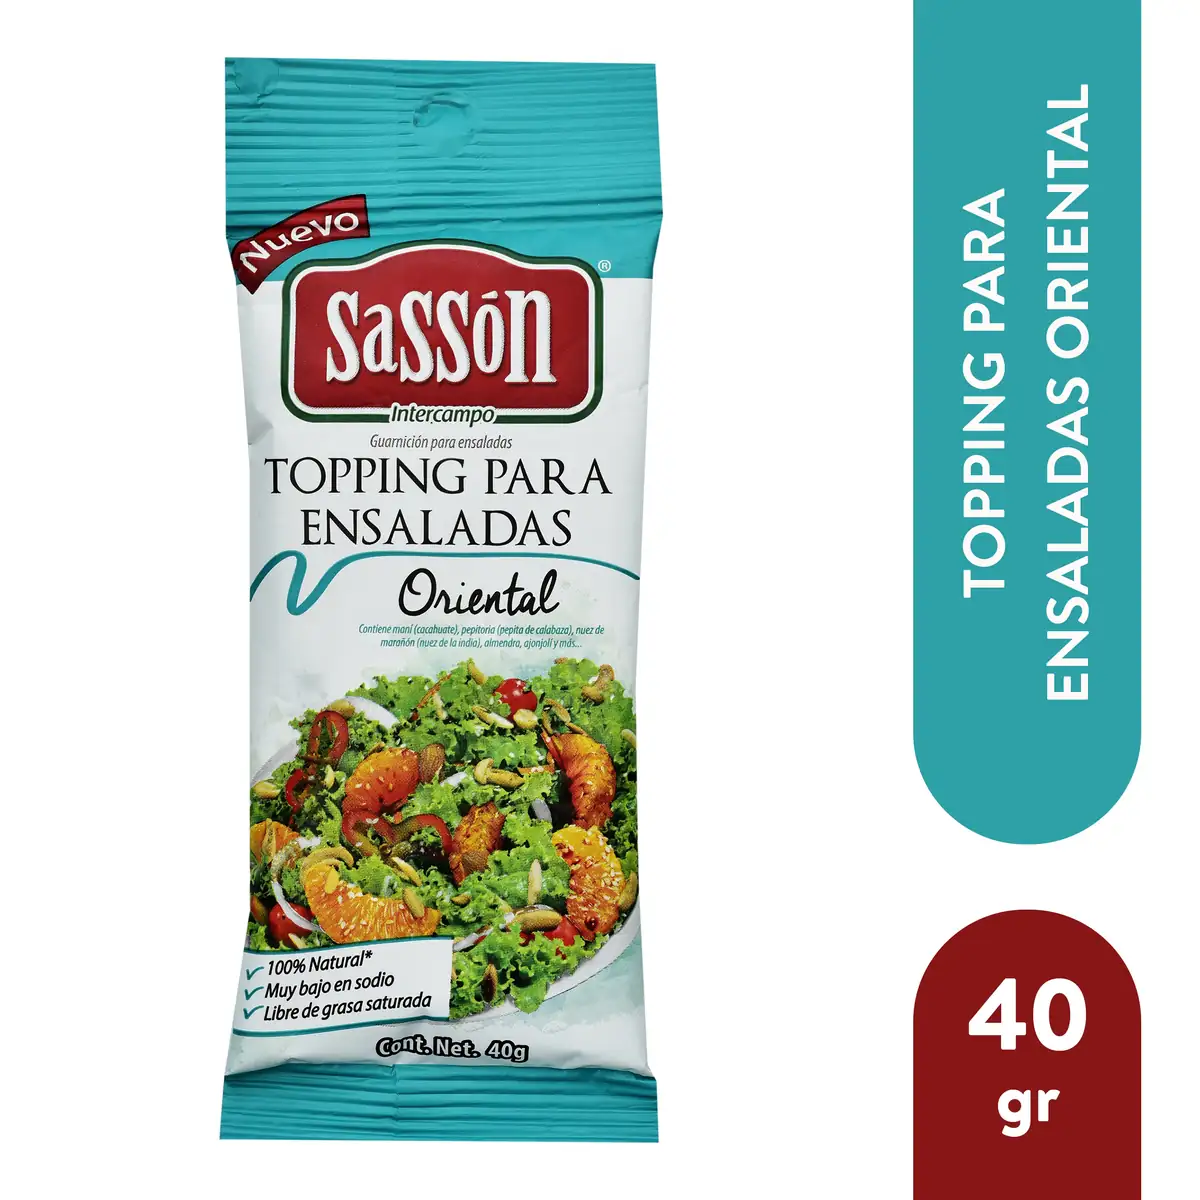 Nuevo
Sassón
®
Intercampo
Guarnición para ensaladas
TOPPING PARA
ENSALADAS
Oriental
Contiene maní (cacahuate), pepitoria (pepita de calabaza), nuez de
marañón (nuez de la india), almendra, ajonjolí y más...
100% Natural*
Muy bajo en sodio
Libre de grasa saturada
Cont. Net. 40g
TOPPING PARA
ENSALADAS ORIENTAL
40
gr